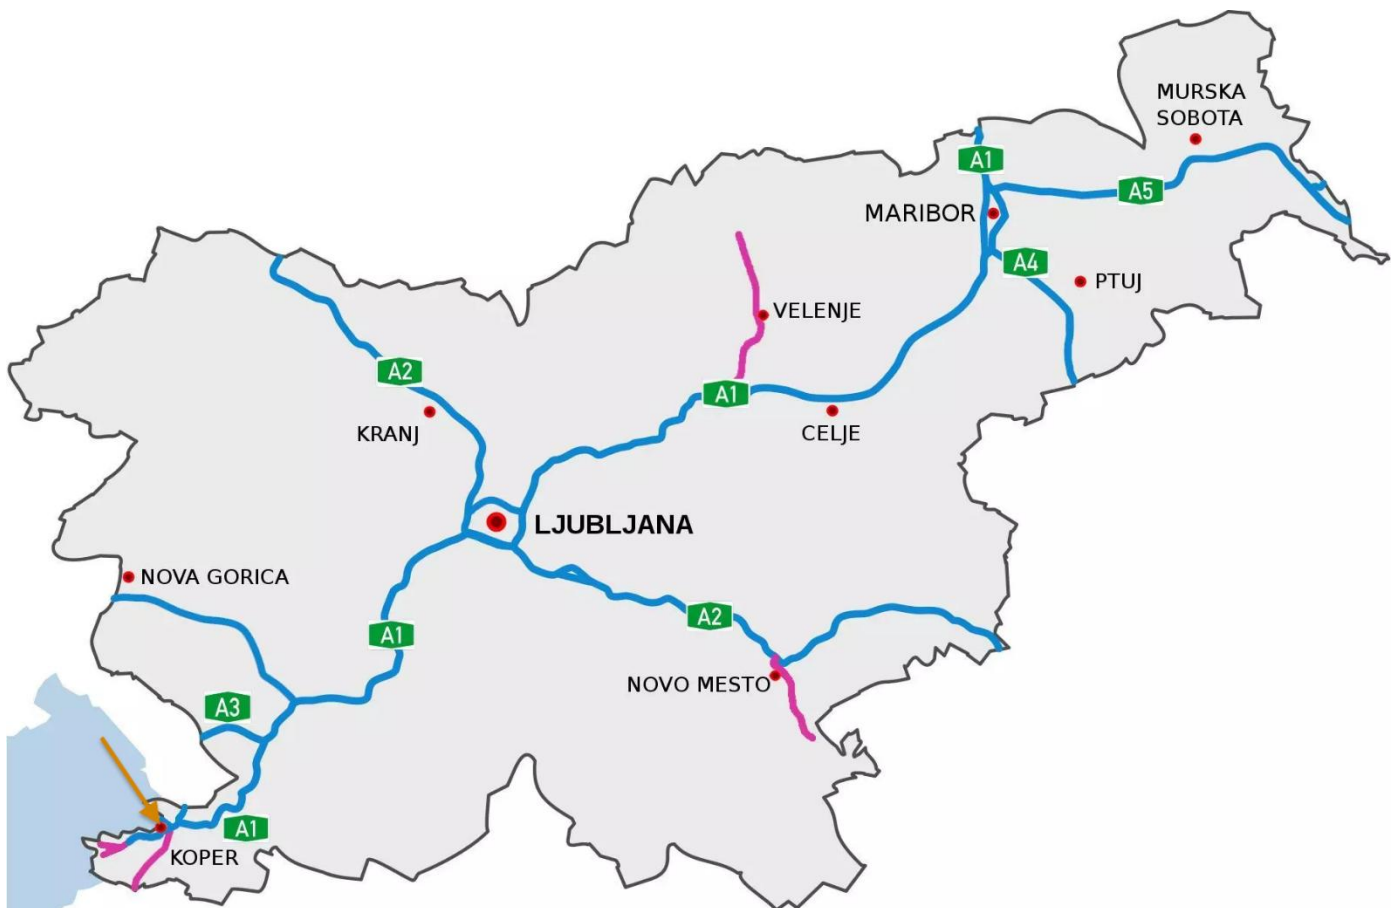 MURSKA
SOBOTA
A1
A5
MARIBOR
A4
PTUJ
VELENJE
A2
A1
KRANJ
CELJE
LJUBLJANA
NOVA GORICA
A2
A1
NOVO MESTO
A3
A1
KOPER